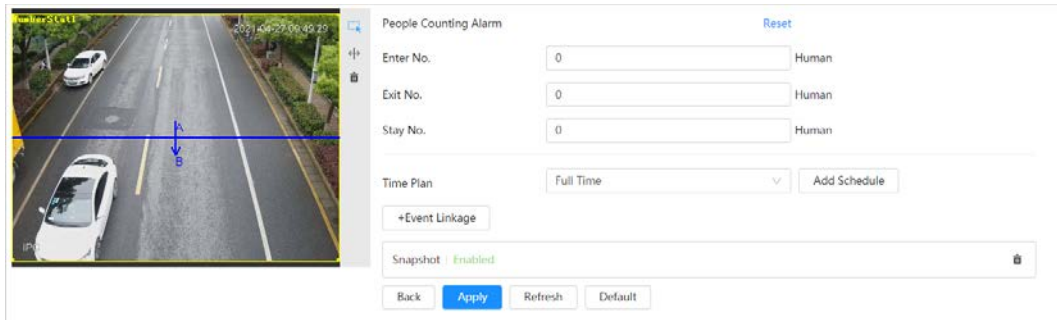 NumberStat1
2021-04-27 09:49:29
A
B
IPC
People Counting Alarm Reset
Enter No. 0 Human
Exit No. 0 Human
Stay No. 0 Human
Time Plan Full Time Add Schedule
+Event Linkage
Snapshot | Enabled
Back Apply Refresh Default